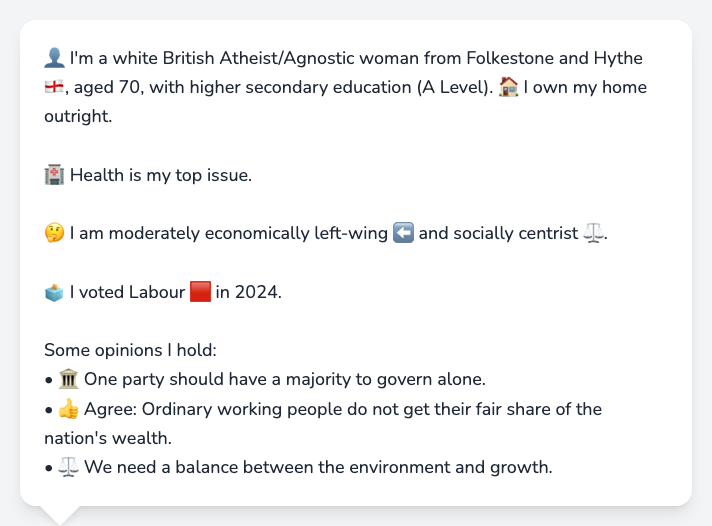 👤 I'm a white British Atheist/Agnostic woman from Folkestone and Hythe
🏴󠁧󠁢󠁥󠁮󠁧󠁿, aged 70, with higher secondary education (A Level). 🏠 I own my home
outright.
🏥 Health is my top issue.
🤔 I am moderately economically left-wing ⬅️ and socially centrist ⚖️.
🗳️ I voted Labour 🟥 in 2024.
Some opinions I hold:
• 🏛️ One party should have a majority to govern alone.
• 👍 Agree: Ordinary working people do not get their fair share of the
nation's wealth.
• ⚖️ We need a balance between the environment and growth.